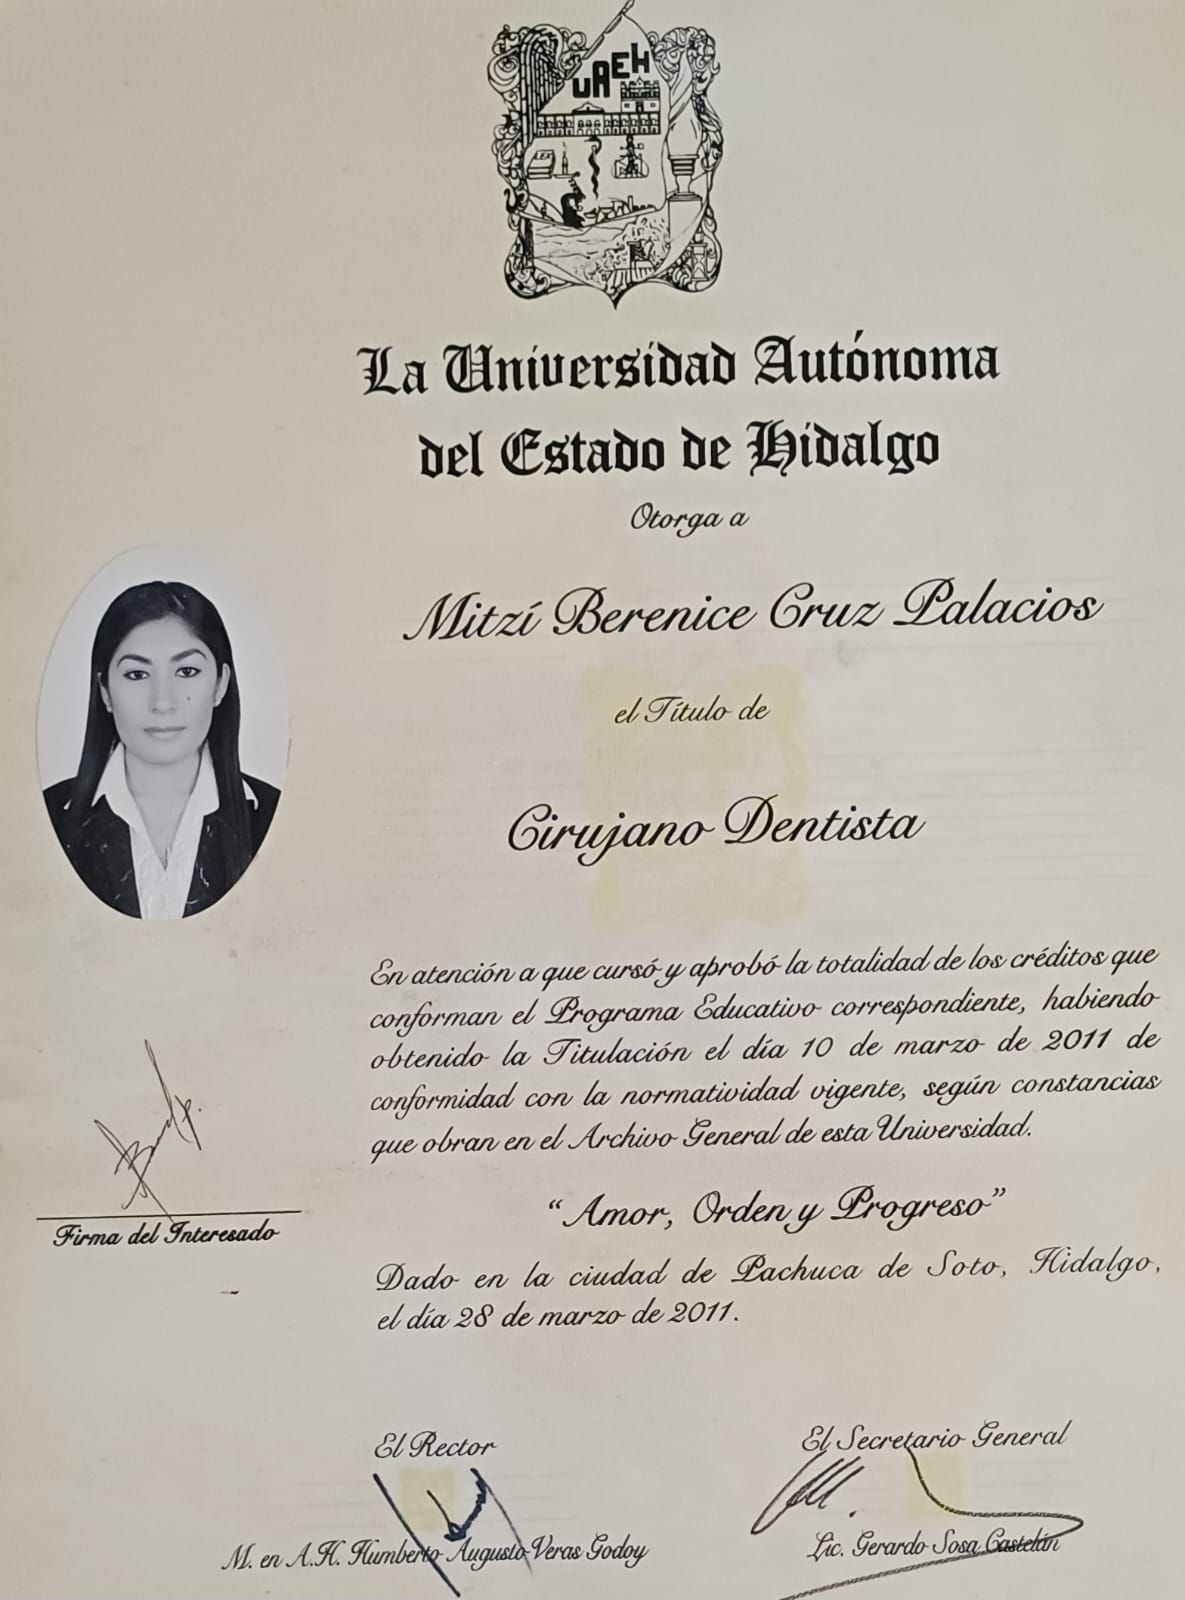 UAEH
La Universidad Autónoma
del Estado de Hidalgo
Otorga a
Mitzí Berenice Cruz Palacios
el Título de
Cirujano Dentista
En atención a que cursó y aprobó la totalidad de los créditos que
conforman el Programa Educativo correspondiente, habiendo
obtenido la Titulación el día 10 de marzo de 2011 de
conformidad con la normatividad vigente, según constancias
que obran en el Archivo General de esta Universidad.
Firma del Interesado
“Amor, Orden y Progreso”
Dado en la ciudad de Pachuca de Soto, Hidalgo,
el día 28 de marzo de 2011.
El Rector
M. en A.H. Humberto Augusto Veras Godoy
El Secretario General
Lic. Gerardo Sosa Castelán